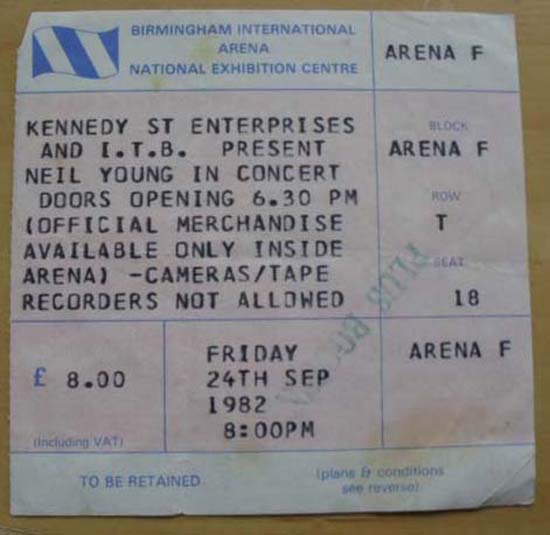 BIRMINGHAM INTERNATIONAL
ARENA
NATIONAL EXHIBITION CENTRE
ARENA F
KENNEDY ST ENTERPRISES
AND I.T.B. PRESENT
NEIL YOUNG IN CONCERT
DOORS OPENING 6.30 PM
(OFFICIAL MERCHANDISE
AVAILABLE ONLY INSIDE
ARENA) -CAMERAS/TAPE
RECORDERS NOT ALLOWED
BLOCK
ARENA F
ROW
T
SEAT
18
£ 8.00
(including VAT)
FRIDAY
24TH SEP
1982
8:00PM
ARENA F
TO BE RETAINED
(plans & conditions
see reverse)
PLUS